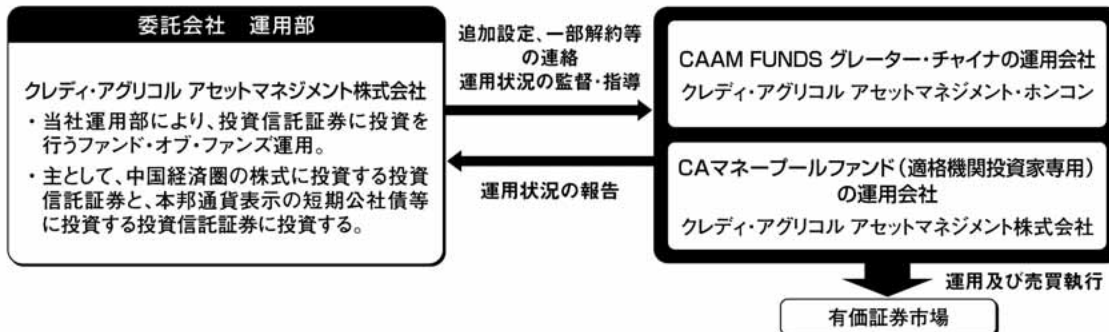 委託会社 運用部
クレディ・アグリコル アセットマネジメント株式会社
・当社運用部により、投資信託証券に投資を
行うファンド・オブ・ファンズ運用。
・主として、中国経済圏の株式に投資する投資
信託証券と、本邦通貨表示の短期公社債等
に投資する投資信託証券に投資する。
追加設定、一部解約等
の連絡
運用状況の監督・指導
運用状況の報告
CAAM FUNDS グレーター・チャイナの運用会社
クレディ・アグリコル アセットマネジメント・ホンコン
CAマネープールファンド(適格機関投資家専用)
の運用会社
クレディ・アグリコル アセットマネジメント株式会社
運用及び売買執行
有価証券市場